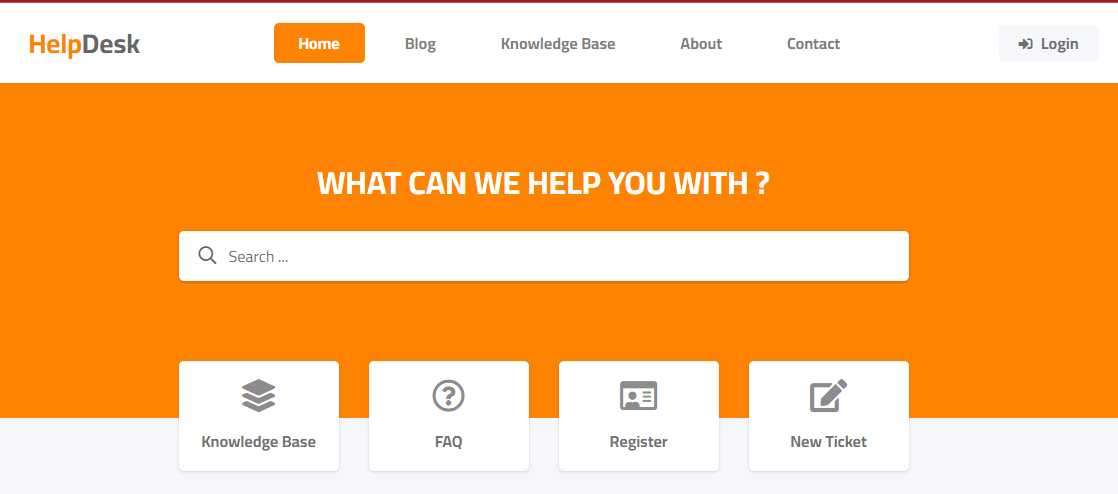 HelpDesk Home Blog Knowledge Base About Contact Login
WHAT CAN WE HELP YOU WITH ?
Search ...
Knowledge Base FAQ Register New Ticket